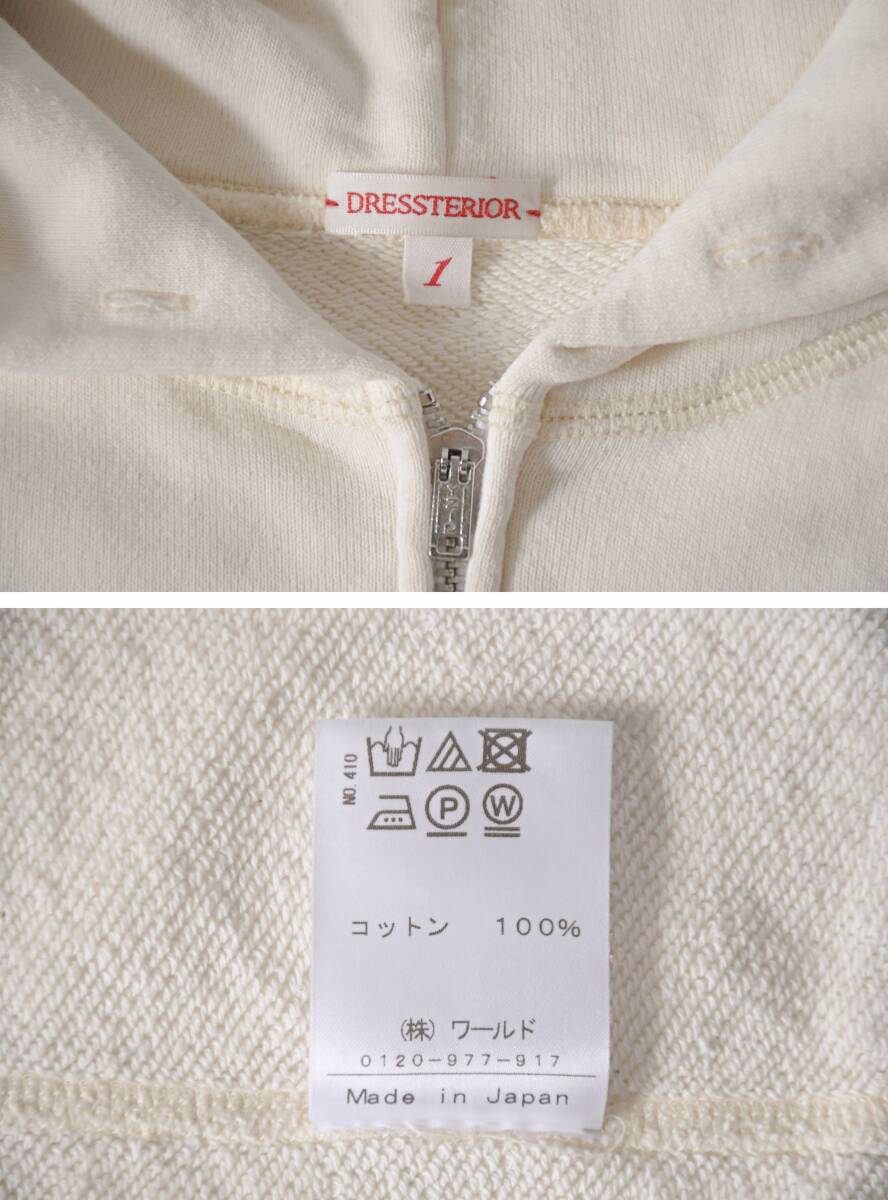 DRESSTERIOR
1
NO.410
P
W
コットン 100%
(株) ワールド
0120-977-917
Made in Japan